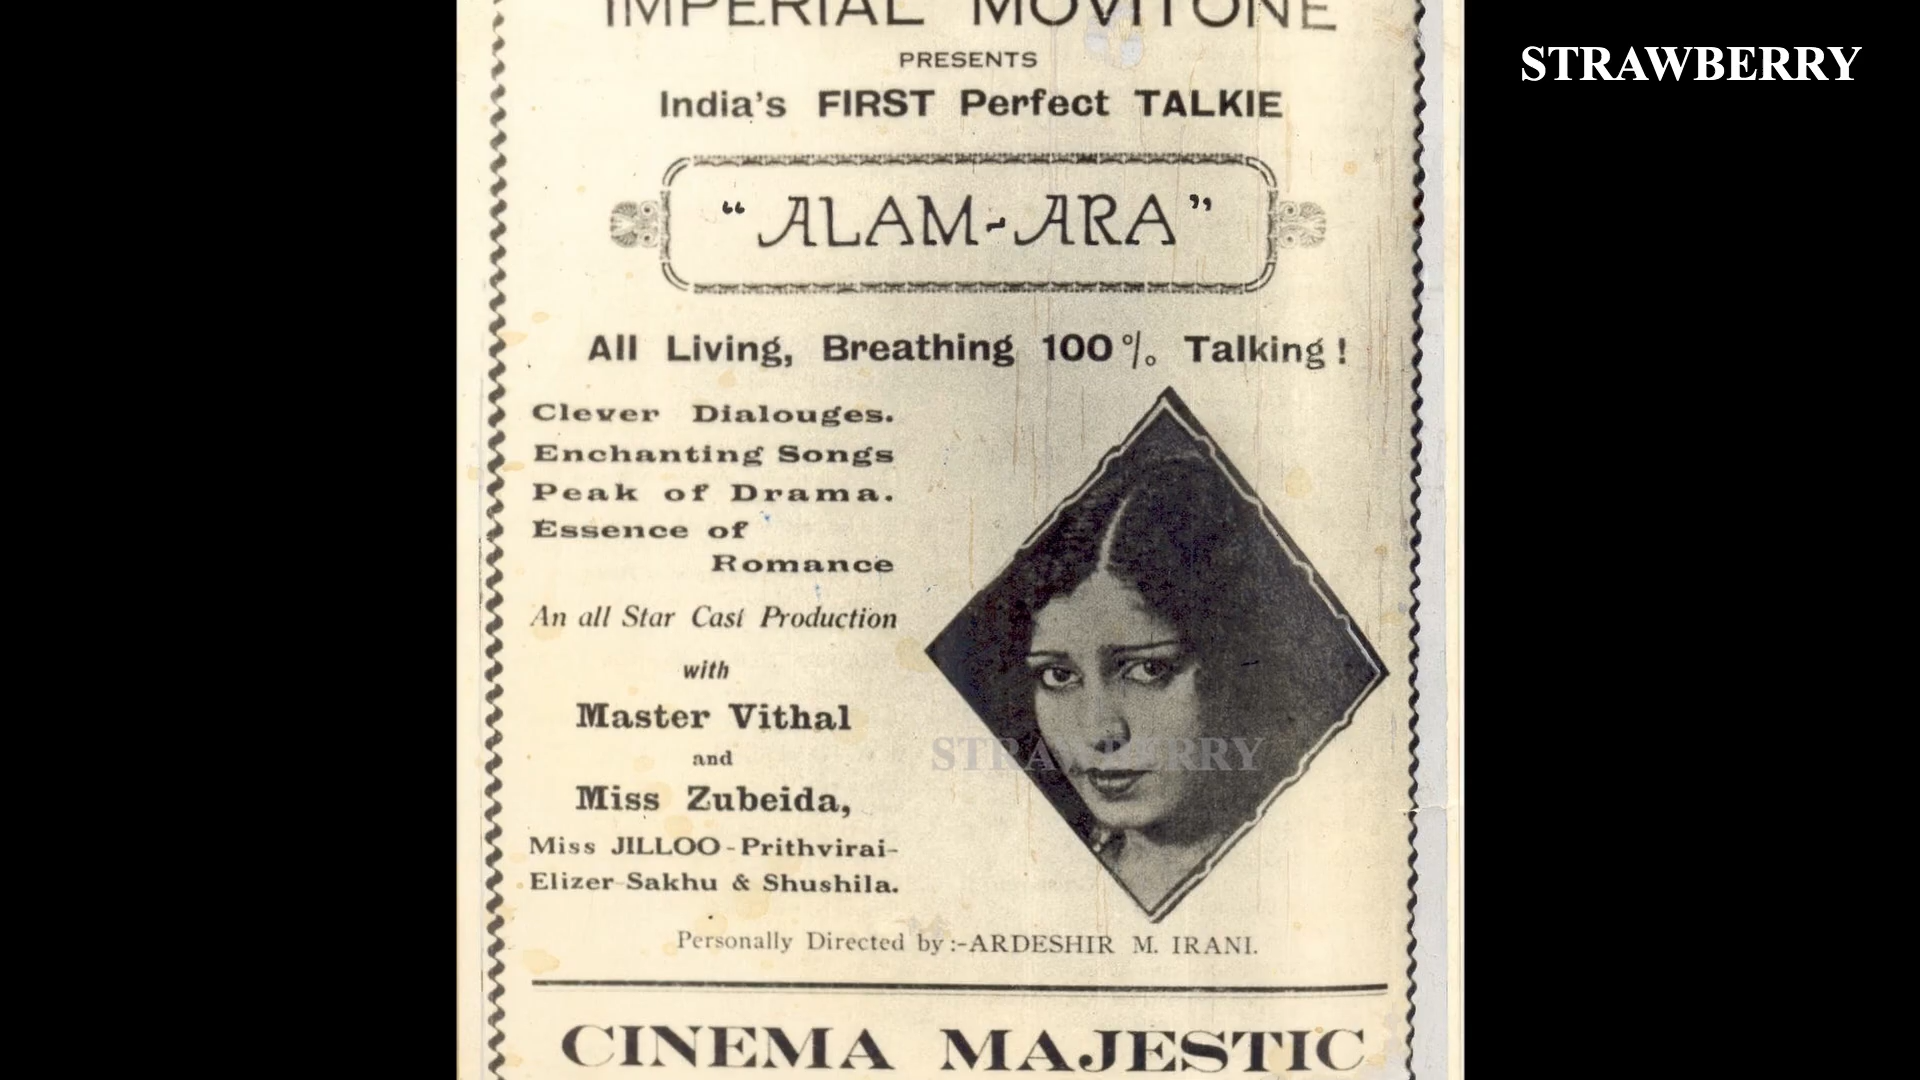 IMPERIAL MOVITONE
PRESENTS
India's FIRST Perfect TALKIE
"ALAM-ARA"
All Living, Breathing 100% Talking!
Clever Dialouges.
Enchanting Songs
Peak of Drama.
Essence of
Romance
An all Star Cast Production
with
Master Vithal
and
Miss Zubeida,
Miss JILLOO-Prithvirai-
Elizer-Sakhu & Shushila.
Personally Directed by:-ARDESHIR M. IRANI.
CINEMA MAJESTIC
STRAWBERRY
STRAWBERRY